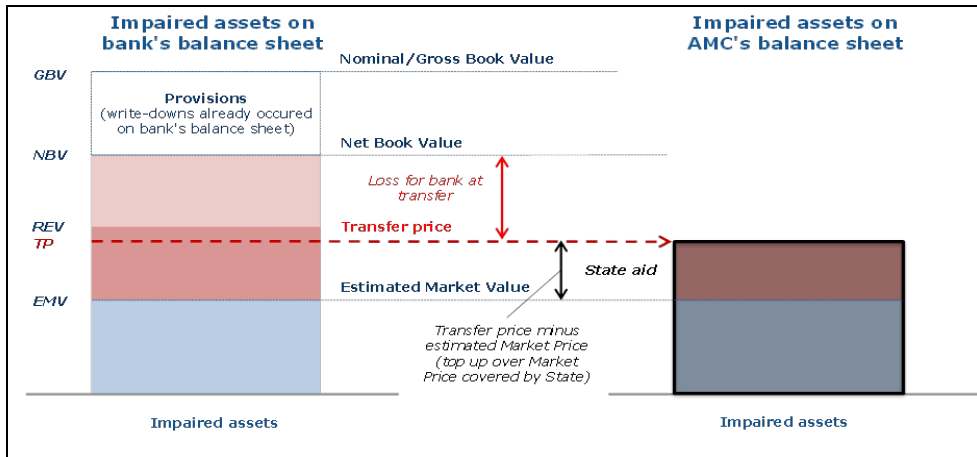 Impaired assets on
bank's balance sheet
Impaired assets on
AMC's balance sheet
Nominal/Gross Book Value
GBV
Provisions
(write-downs already occured
on bank's balance sheet)
Net Book Value
NBV
Loss for bank at
transfer
REV
Transfer price
TP
State aid
Estimated Market Value
EMV
Transfer price minus
estimated Market Price
(top up over Market
Price covered by State)
Impaired assets
Impaired assets